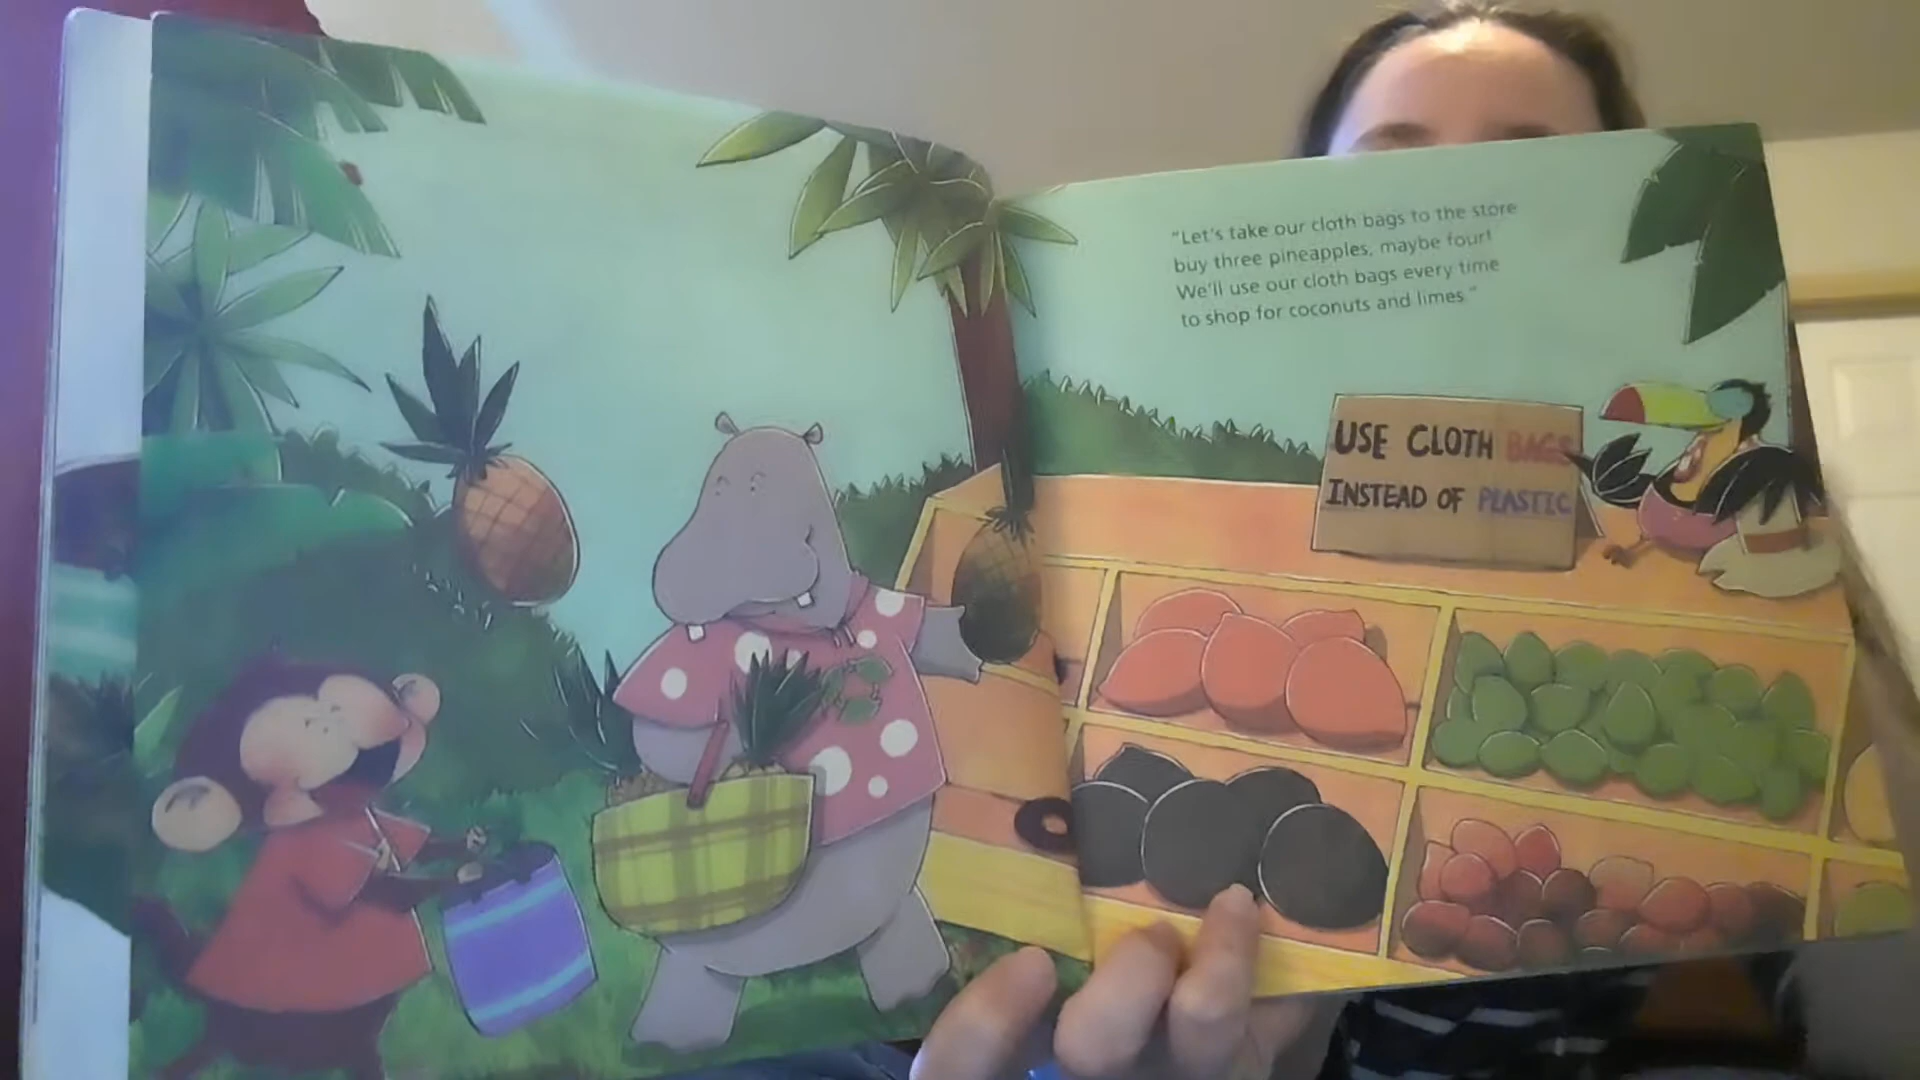 "Let's take our cloth bags to the store
buy three pineapples, maybe four!
We'll use our cloth bags every time
to shop for coconuts and limes."
USE CLOTH BAGS
INSTEAD OF PLASTIC